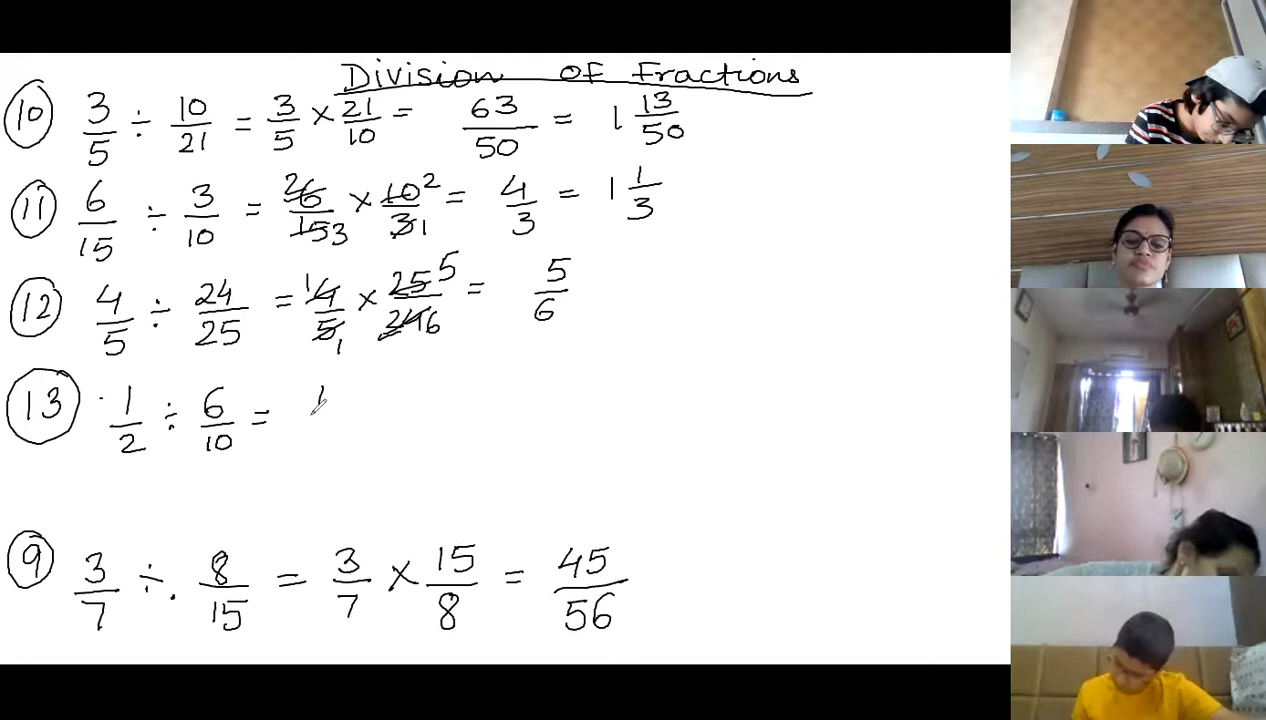 Division of Fractions
10 3/5 ÷ 10/21 = 3/5 × 21/10 = 63/50 = 1 13/50
11 6/15 ÷ 3/10 = 2 6/15 3 × 10 2/3 1 = 4/3 = 1 1/3
12 4/5 ÷ 24/25 = 1 4/5 1 × 25 5/24 6 = 5/6
13 1/2 ÷ 6/10 = 1
9 3/7 ÷. 8/15 = 3/7 × 15/8 = 45/56